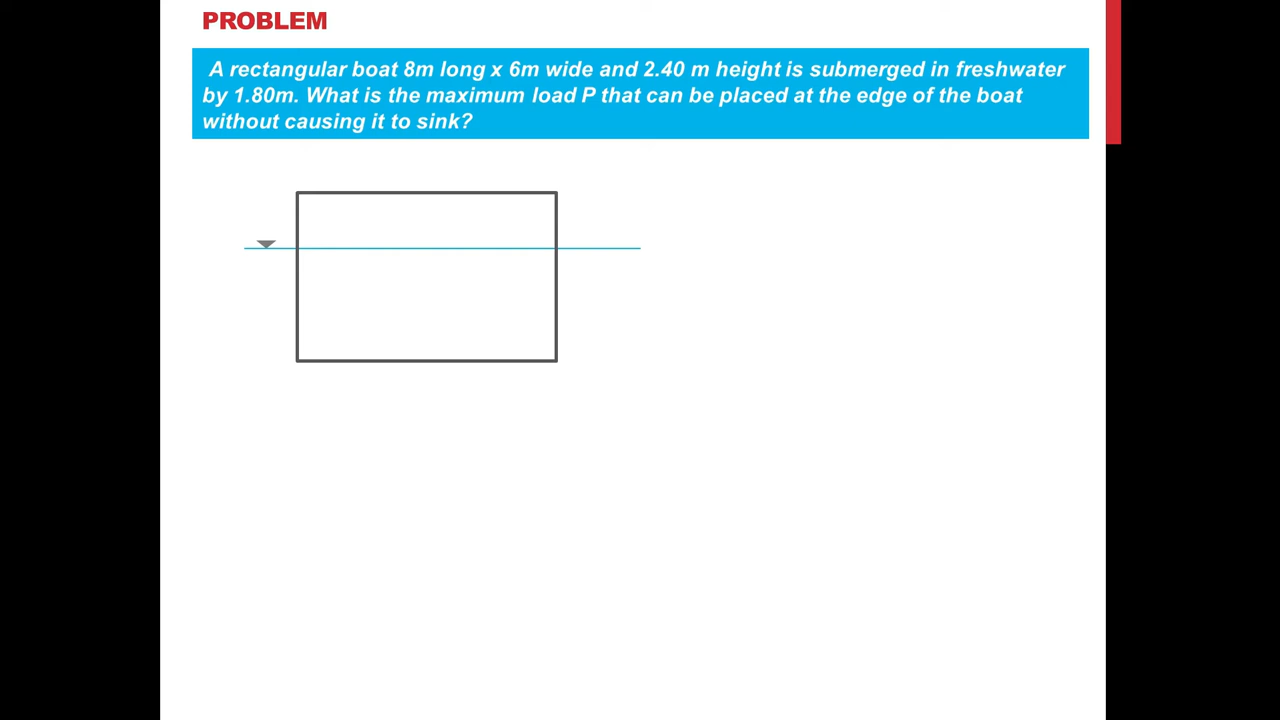 PROBLEM
A rectangular boat 8m long x 6m wide and 2.40 m height is submerged in freshwater
by 1.80m. What is the maximum load P that can be placed at the edge of the boat
without causing it to sink?